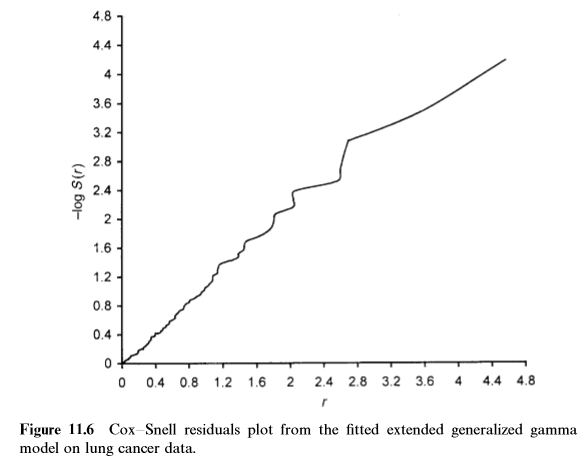 4.8
4.4
4
3.6
3.2
2.8
2.4
2
1.6
1.2
0.8
0.4
0
–log S(r)
0 0.4 0.8 1.2 1.6 2 2.4 2.8 3.2 3.6 4 4.4 4.8
r
Figure 11.6 Cox–Snell residuals plot from the fitted extended generalized gamma
model on lung cancer data.